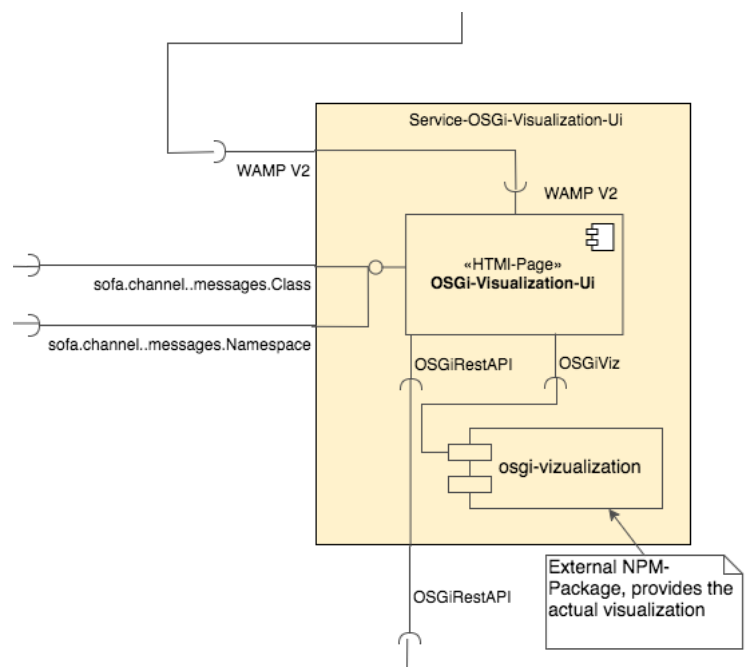 Service-OSGi-Visualization-Ui
WAMP V2
WAMP V2
«HTMl-Page»
OSGi-Visualization-Ui
sofa.channel..messages.Class
sofa.channel..messages.Namespace
OSGiRestAPI
OSGiViz
osgi-vizualization
External NPM-
Package, provides the
actual visualization
OSGiRestAPI